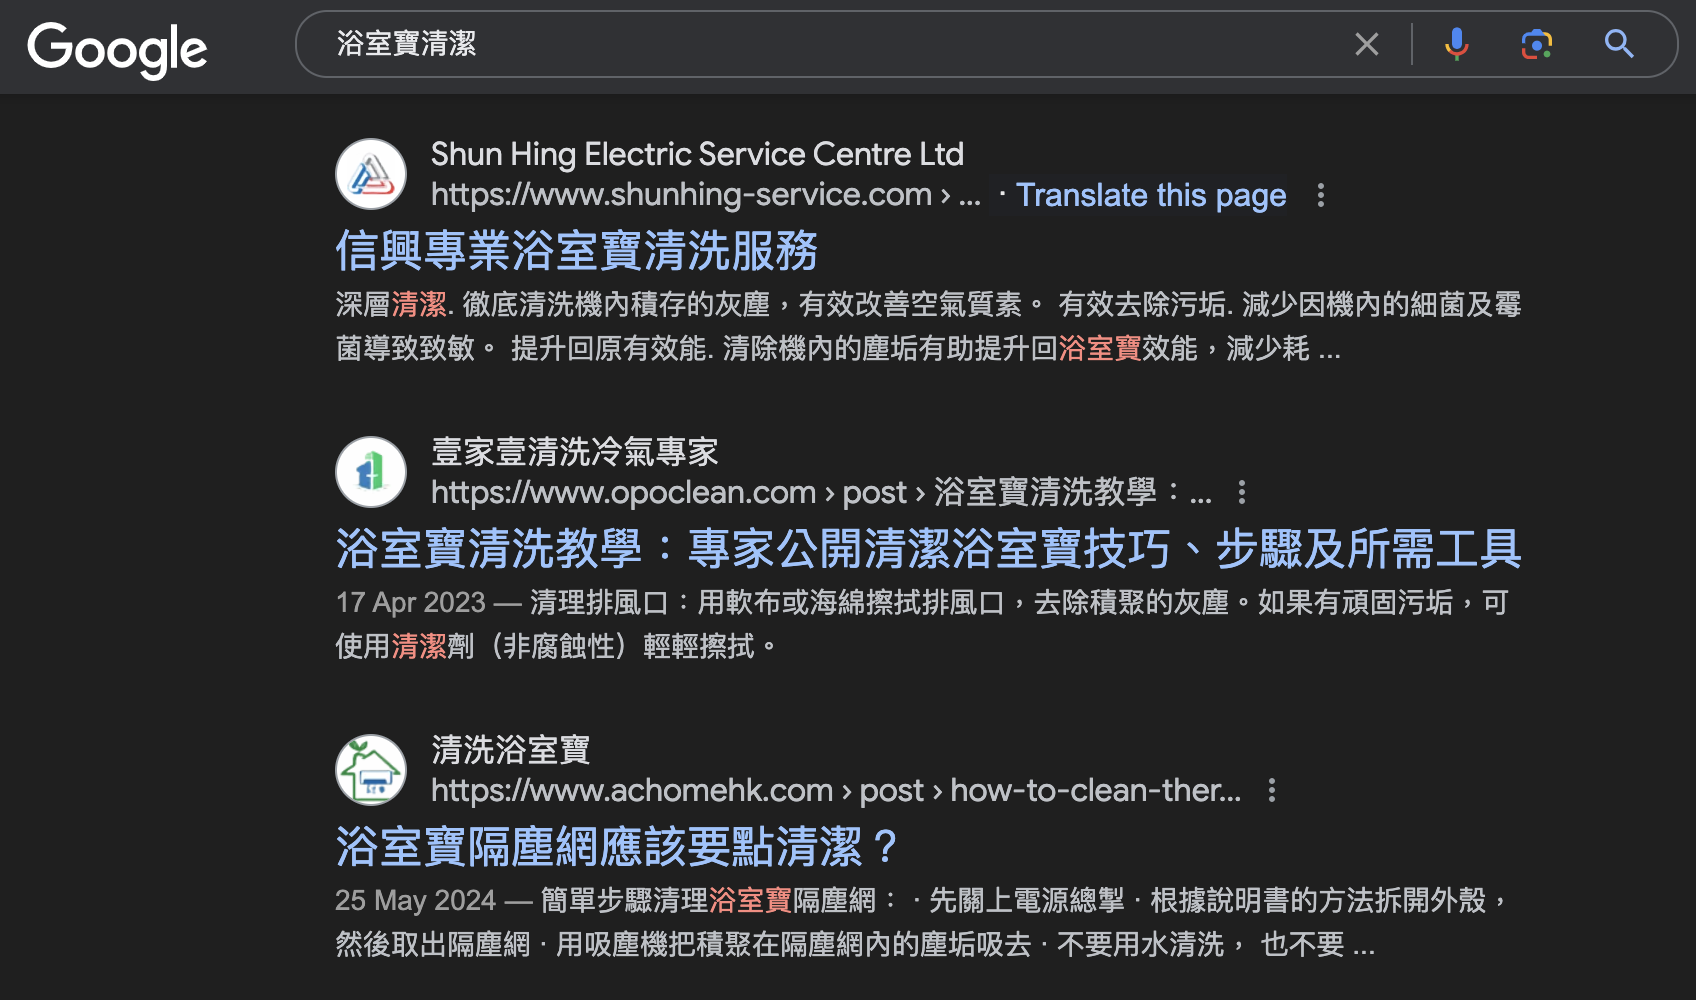 Google
浴室寶清潔
Shun Hing Electric Service Centre Ltd
https://www.shunhing-service.com › ... · Translate this page
信興專業浴室寶清洗服務
深層清潔. 徹底清洗機內積存的灰塵，有效改善空氣質素。 有效去除污垢. 減少因機內的細菌及霉
菌導致致敏。 提升回原有效能. 清除機內的塵垢有助提升回浴室寶效能，減少耗 ...
壹家壹清洗冷氣專家
https://www.opoclean.com › post › 浴室寶清洗教學：...
浴室寶清洗教學：專家公開清潔浴室寶技巧、步驟及所需工具
17 Apr 2023 — 清理排風口：用軟布或海綿擦拭排風口，去除積聚的灰塵。如果有頑固污垢，可
使用清潔劑（非腐蝕性）輕輕擦拭。
清洗浴室寶
https://www.achomehk.com › post › how-to-clean-ther...
浴室寶隔塵網應該要點清潔？
25 May 2024 — 簡單步驟清理浴室寶隔塵網： · 先關上電源總掣 · 根據說明書的方法拆開外殼，
然後取出隔塵網 · 用吸塵機把積聚在隔塵網內的塵垢吸去 · 不要用水清洗， 也不要 ...